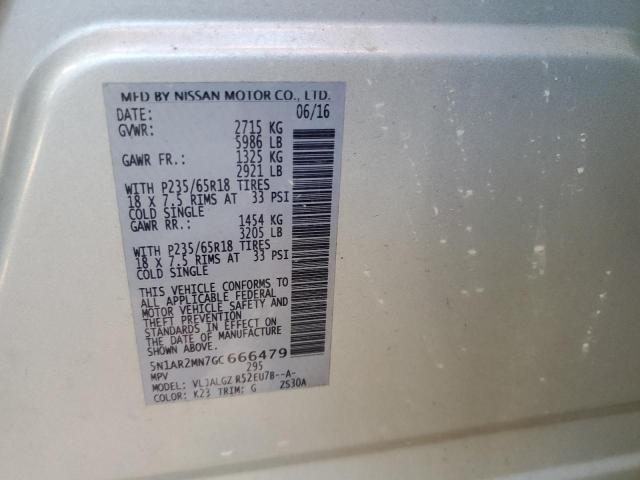 MFD BY NISSAN MOTOR CO., LTD.
DATE: 06/16
GVWR: 2715 KG
5986 LB
GAWR FR.: 1325 KG
2921 LB
WITH P235/65R18 TIRES
18 X 7.5 RIMS AT 33 PSI
COLD SINGLE
GAWR RR.: 1454 KG
3205 LB
WITH P235/65R18 TIRES
18 X 7.5 RIMS AT 33 PSI
COLD SINGLE
THIS VEHICLE CONFORMS TO
ALL APPLICABLE FEDERAL
MOTOR VEHICLE SAFETY AND
THEFT PREVENTION
STANDARDS IN EFFECT ON
THE DATE OF MANUFACTURE
SHOWN ABOVE.
5N1AR2MN7GC666479
MPV 295
MODEL: VLJALGZ R52EU7B--A-
COLOR: K23 TRIM: G ZS30A